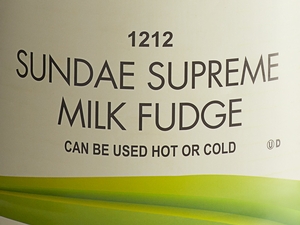 1212
SUNDAE SUPREME
MILK FUDGE
CAN BE USED HOT OR COLD
Ⓤ D